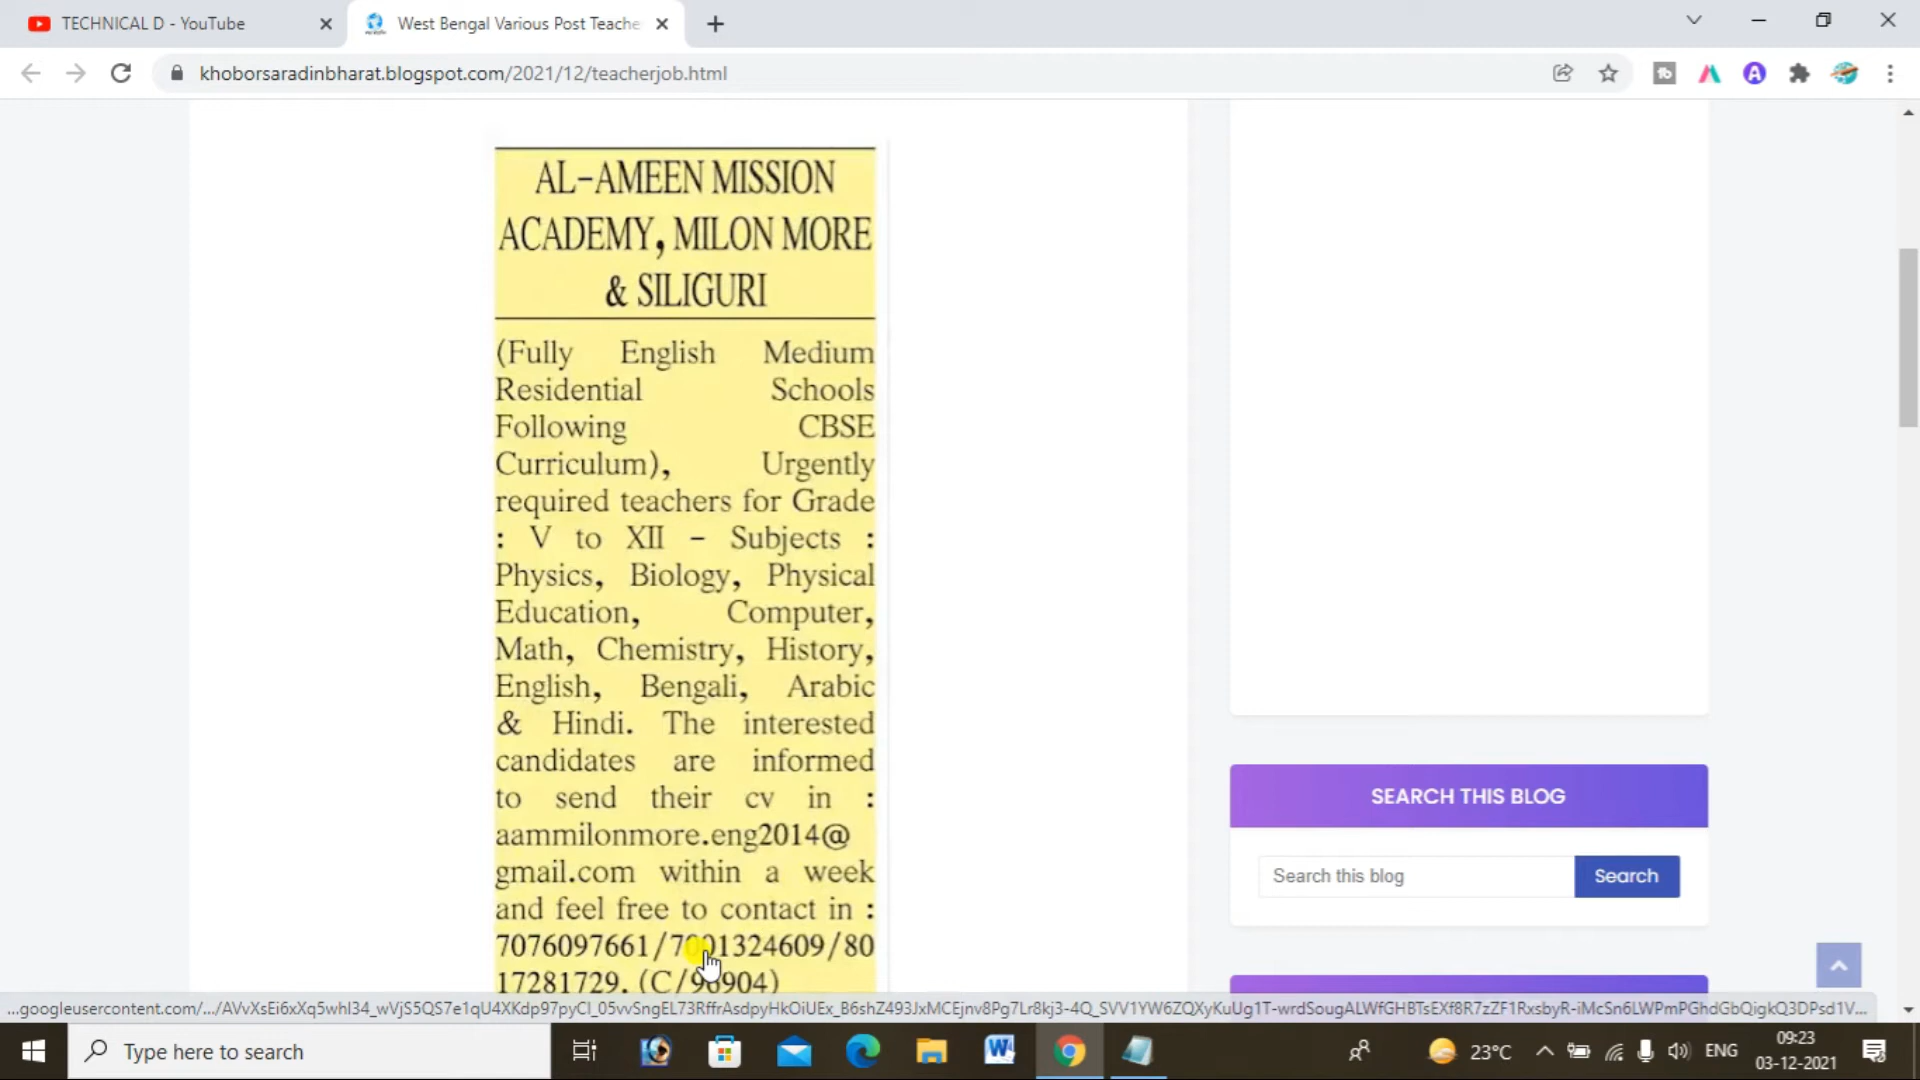 TECHNICAL D - YouTube
West Bengal Various Post Teache
khoborsaradinbharat.blogspot.com/2021/12/teacherjob.html
AL-AMEEN MISSION
ACADEMY, MILON MORE
& SILIGURI
(Fully English Medium
Residential Schools
Following CBSE
Curriculum), Urgently
required teachers for Grade
: V to XII - Subjects :
Physics, Biology, Physical
Education, Computer,
Math, Chemistry, History,
English, Bengali, Arabic
& Hindi. The interested
candidates are informed
to send their cv in :
aammilonmore.eng2014@
gmail.com within a week
and feel free to contact in :
7076097661/7001324609/80
17281729. (C/96904)
SEARCH THIS BLOG
Search this blog
Search
Type here to search
23°C
ENG
09:23
03-12-2021